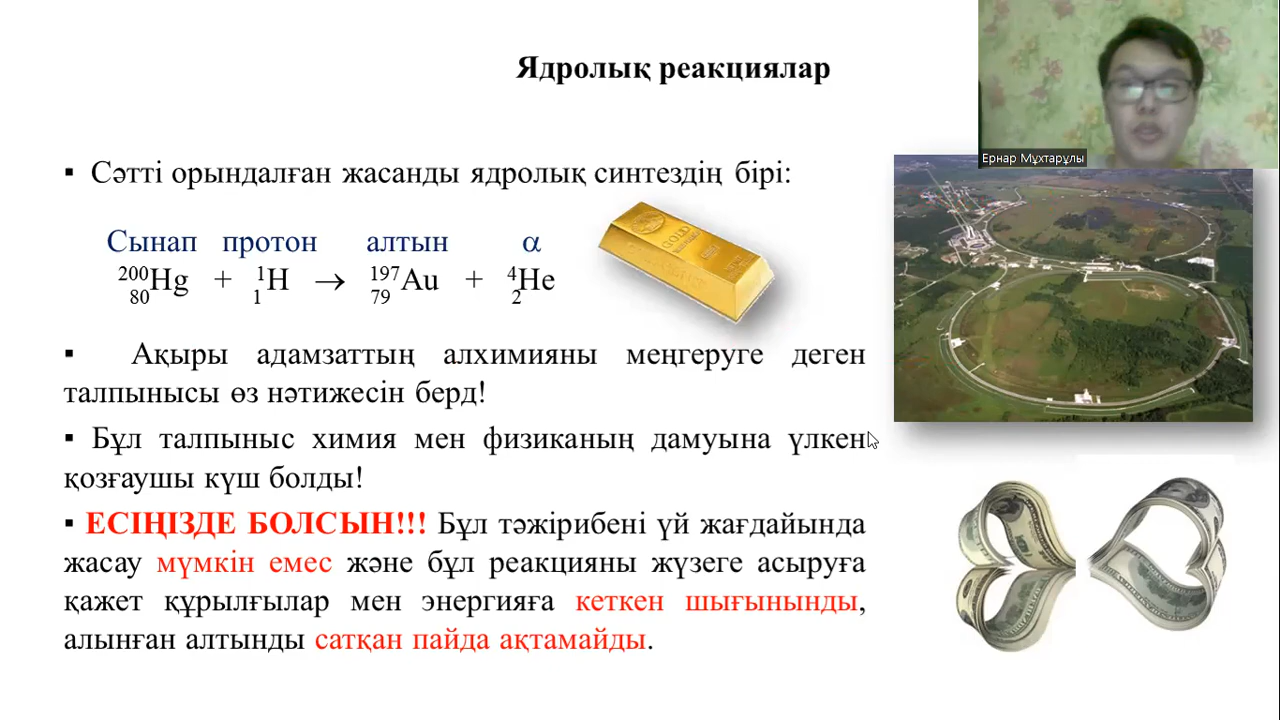 Ядролық реакциялар
Ернар Мұхтарұлы
▪ Сәтті орындалған жасанды ядролық синтездің бірі:
Сынап протон алтын α
²⁰⁰₈₀Hg + ¹₁H → ¹⁹⁷₇₉Au + ⁴₂He
GOLD
▪ Ақыры адамзаттың алхимияны меңгеруге деген
талпынысы өз нәтижесін берд!
▪ Бұл талпыныс химия мен физиканың дамуына үлкен
қозғаушы күш болды!
▪ ЕСІҢІЗДЕ БОЛСЫН!!! Бұл тәжірибені үй жағдайында
жасау мүмкін емес және бұл реакцияны жүзеге асыруға
қажет құрылғылар мен энергияға кеткен шығынынды,
алынған алтынды сатқан пайда ақтамайды.